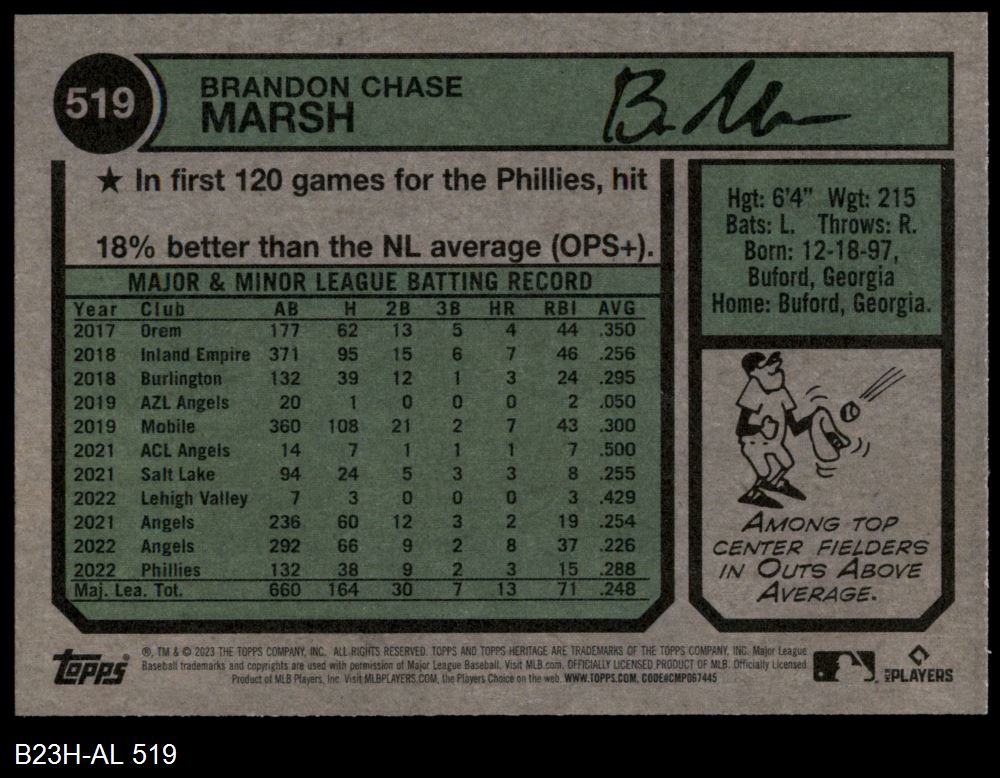 519
BRANDON CHASE
MARSH
★ In first 120 games for the Phillies, hit
18% better than the NL average (OPS+).
MAJOR & MINOR LEAGUE BATTING RECORD
Year Club AB H 2B 3B HR RBI AVG
2017 Orem 177 62 13 5 4 44 .350
2018 Inland Empire 371 95 15 6 7 46 .256
2018 Burlington 132 39 12 1 3 24 .295
2019 AZL Angels 20 1 0 0 0 2 .050
2019 Mobile 360 108 21 2 7 43 .300
2021 ACL Angels 14 7 1 1 1 7 .500
2021 Salt Lake 94 24 5 3 3 8 .255
2022 Lehigh Valley 7 3 0 0 0 3 .429
2021 Angels 236 60 12 3 2 19 .254
2022 Angels 292 66 9 2 8 37 .226
2022 Phillies 132 38 9 2 3 15 .288
Maj. Lea. Tot. 660 164 30 7 13 71 .248
Hgt: 6'4" Wgt: 215
Bats: L. Throws: R.
Born: 12-18-97,
Buford, Georgia
Home: Buford, Georgia.
AMONG TOP
CENTER FIELDERS
IN OUTS ABOVE
AVERAGE.
topps
®, TM & © 2023 THE TOPPS COMPANY, INC. ALL RIGHTS RESERVED. TOPPS AND TOPPS HERITAGE ARE TRADEMARKS OF THE TOPPS COMPANY, INC. Major League
Baseball trademarks and copyrights are used with permission of Major League Baseball. Visit MLB.com. OFFICIALLY LICENSED PRODUCT OF MLB. Officially Licensed
Product of MLB Players, Inc. Visit MLBPLAYERS.COM, the Players Choice on the web. WWW.TOPPS.COM. CODE#CMP067445
MLB PLAYERS
B23H-AL 519